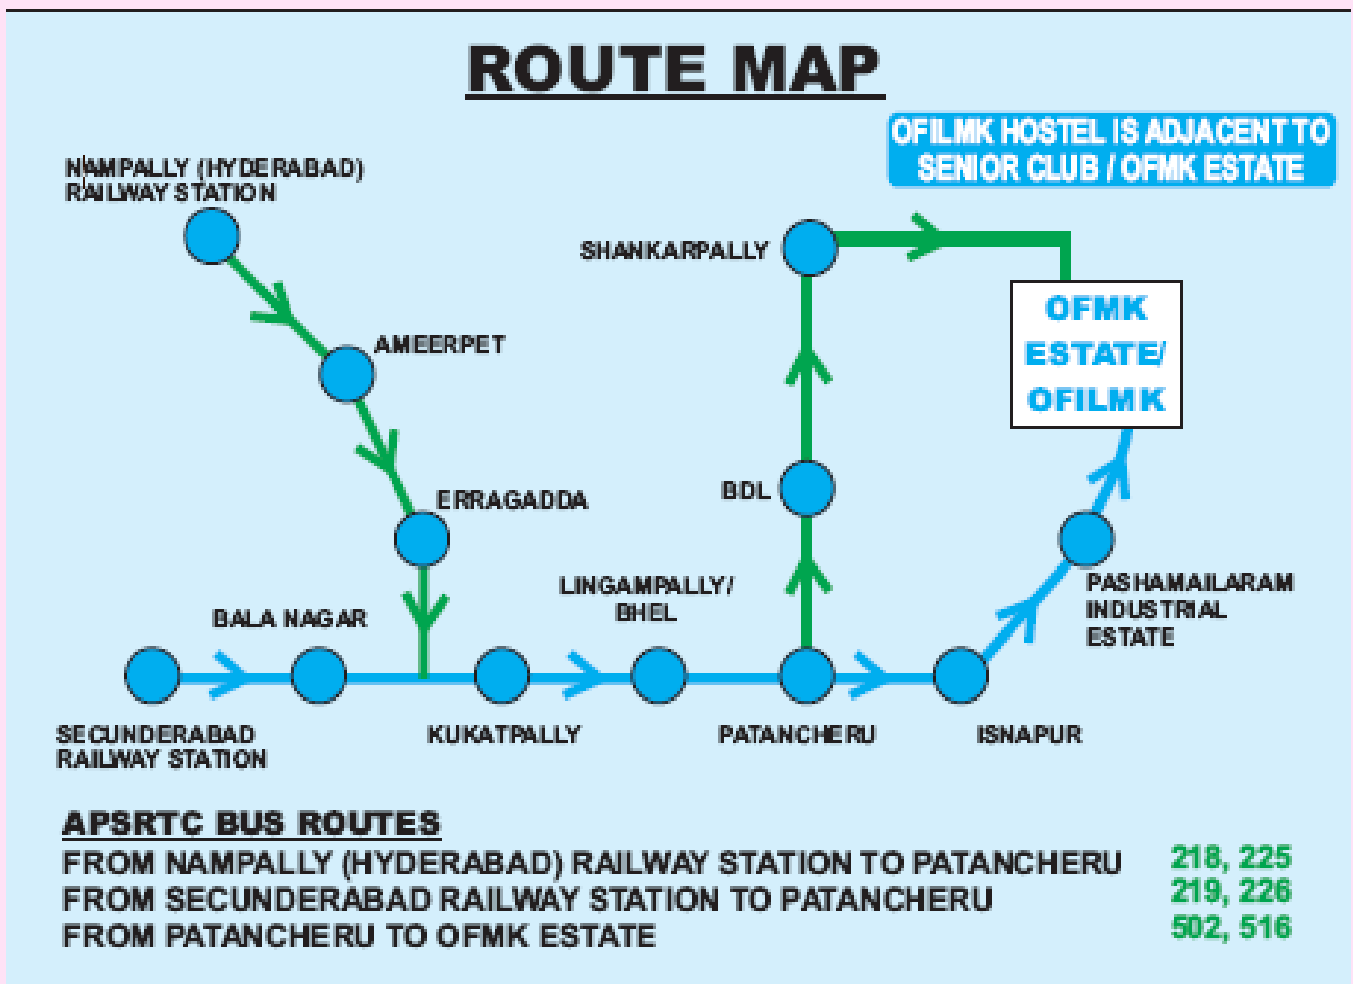 ROUTE MAP
OFILMK HOSTEL IS ADJACENT TO
SENIOR CLUB / OFMK ESTATE
NAMPALLY (HYDERABAD)
RAILWAY STATION
SHANKARPALLY
OFMK
ESTATE/
OFILMK
AMEERPET
BDL
ERRAGADDA
LINGAMPALLY/
BHEL
PASHAMAILARAM
INDUSTRIAL
ESTATE
BALA NAGAR
SECUNDERABAD
RAILWAY STATION
KUKATPALLY
PATANCHERU
ISNAPUR
APSRTC BUS ROUTES
FROM NAMPALLY (HYDERABAD) RAILWAY STATION TO PATANCHERU 218, 225
FROM SECUNDERABAD RAILWAY STATION TO PATANCHERU 219, 226
FROM PATANCHERU TO OFMK ESTATE 502, 516